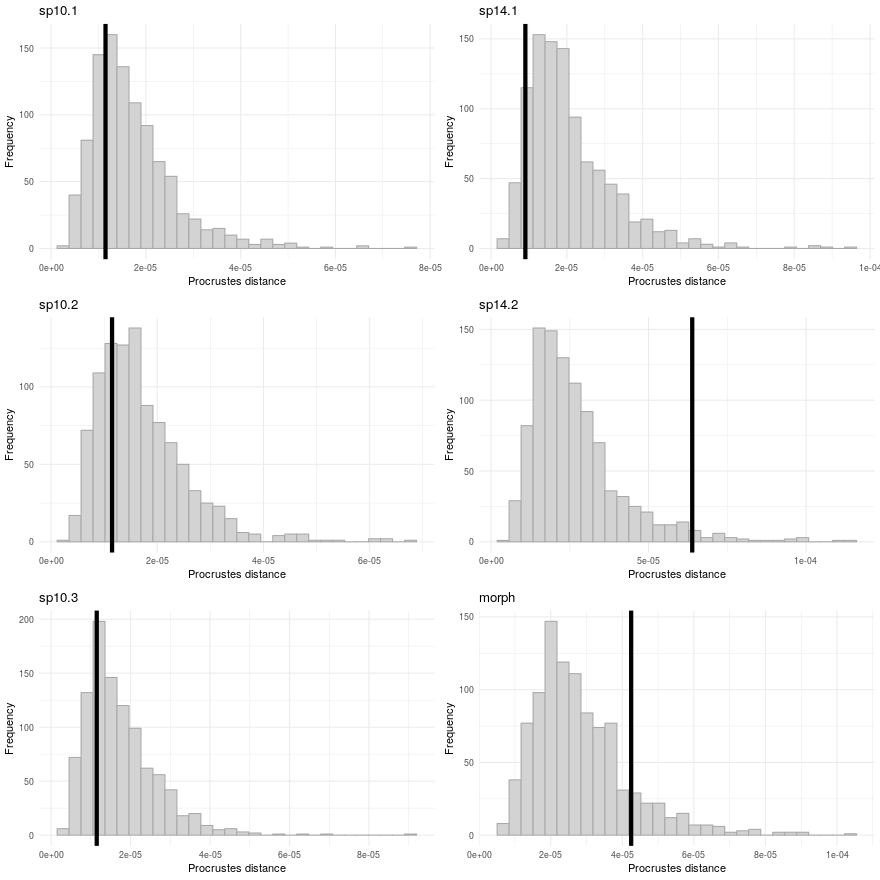 sp10.1
Frequency
150
100
50
0
0e+00 2e-05 4e-05 6e-05 8e-05
Procrustes distance
sp14.1
Frequency
150
100
50
0
0e+00 2e-05 4e-05 6e-05 8e-05 1e-04
Procrustes distance
sp10.2
Frequency
100
50
0
0e+00 2e-05 4e-05 6e-05
Procrustes distance
sp14.2
Frequency
150
100
50
0
0e+00 5e-05 1e-04
Procrustes distance
sp10.3
Frequency
200
150
100
50
0
0e+00 2e-05 4e-05 6e-05 8e-05
Procrustes distance
morph
Frequency
150
100
50
0
0e+00 2e-05 4e-05 6e-05 8e-05 1e-04
Procrustes distance